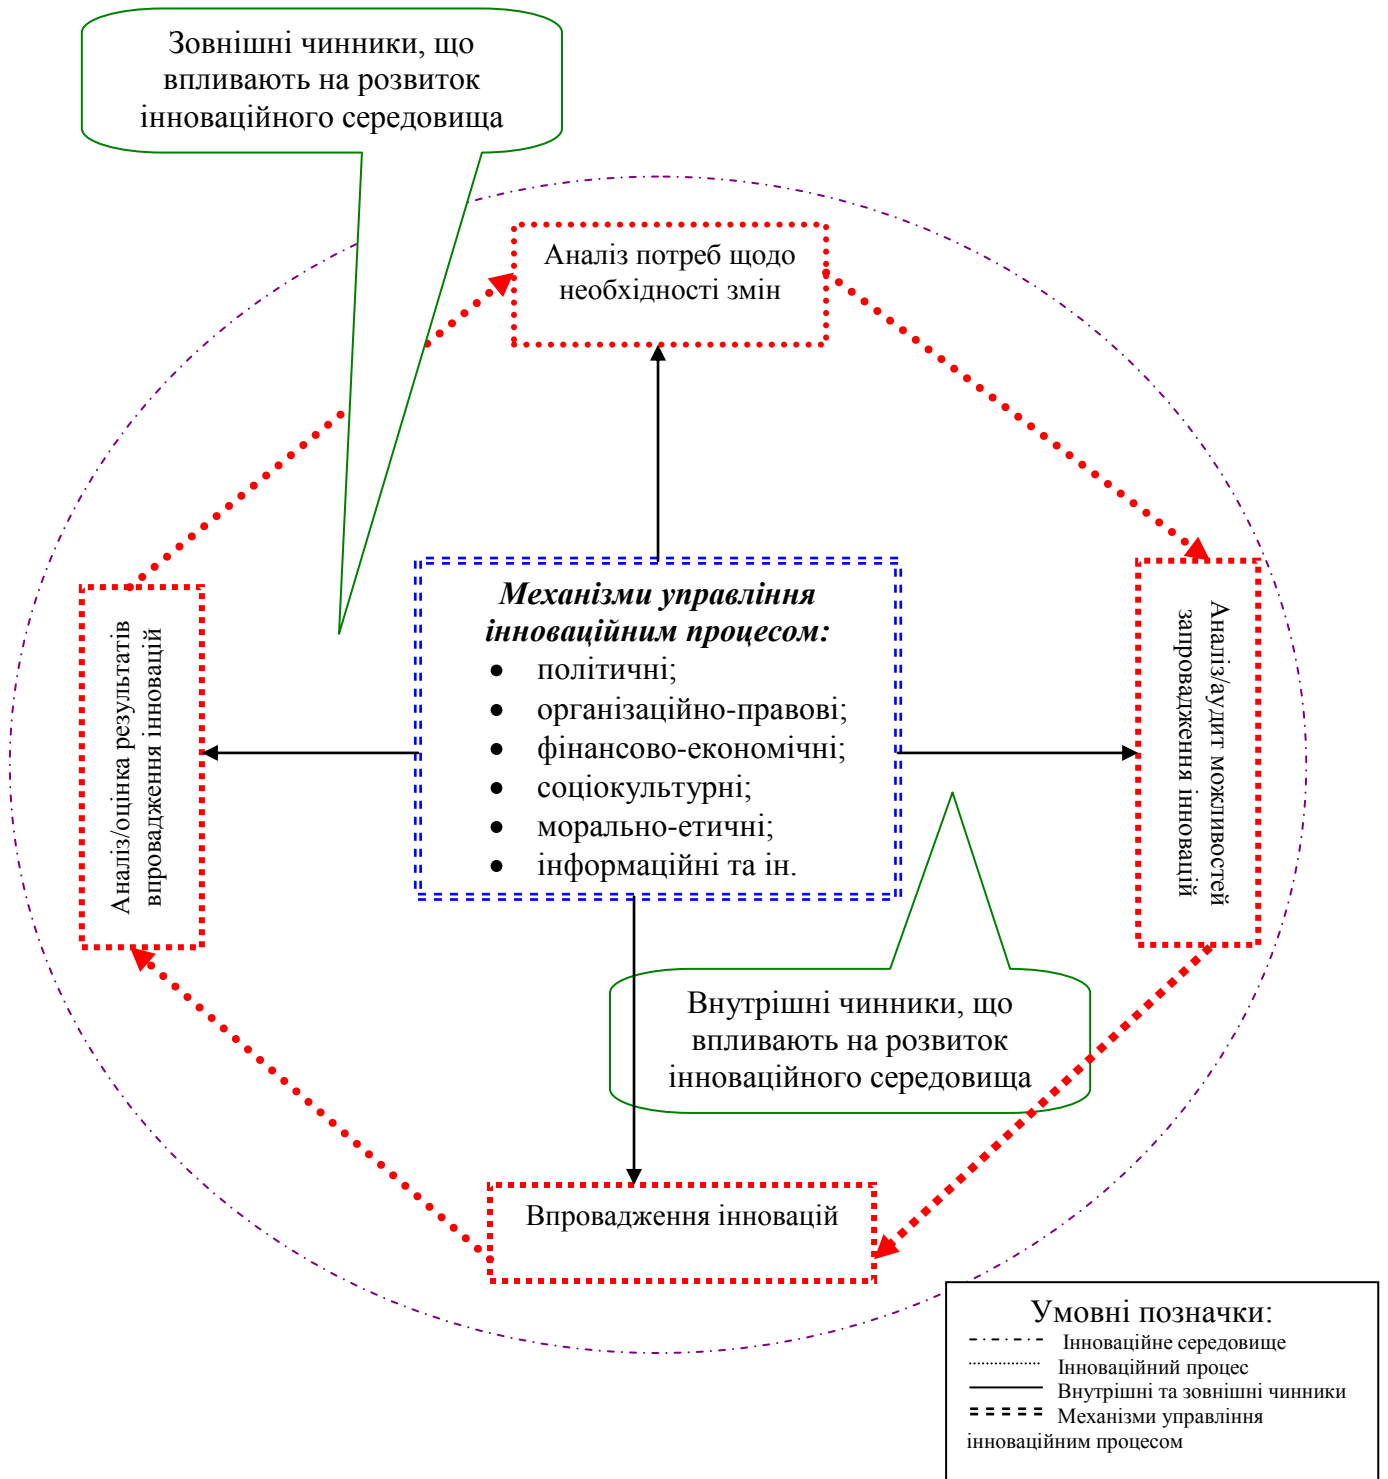 Зовнішні чинники, що
впливають на розвиток
інноваційного середовища
Аналіз потреб щодо
необхідності змін
Механізми управління
інноваційним процесом:
• політичні;
• організаційно-правові;
• фінансово-економічні;
• соціокультурні;
• морально-етичні;
• інформаційні та ін.
Аналіз/оцінка результатів
впровадження інновацій
Аналіз/аудит можливостей
запровадження інновацій
Внутрішні чинники, що
впливають на розвиток
інноваційного середовища
Впровадження інновацій
Умовні позначки:
Інноваційне середовище
Інноваційний процес
Внутрішні та зовнішні чинники
Механізми управління
інноваційним процесом